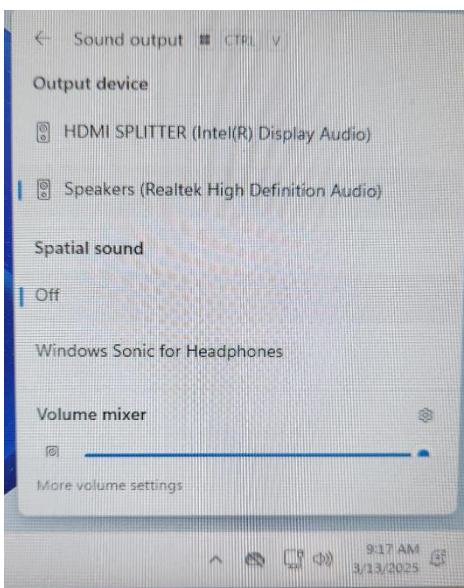 Sound output CTRL V
Output device
HDMI SPLITTER (Intel(R) Display Audio)
Speakers (Realtek High Definition Audio)
Spatial sound
Off
Windows Sonic for Headphones
Volume mixer
More volume settings
9:17 AM
3/13/2025